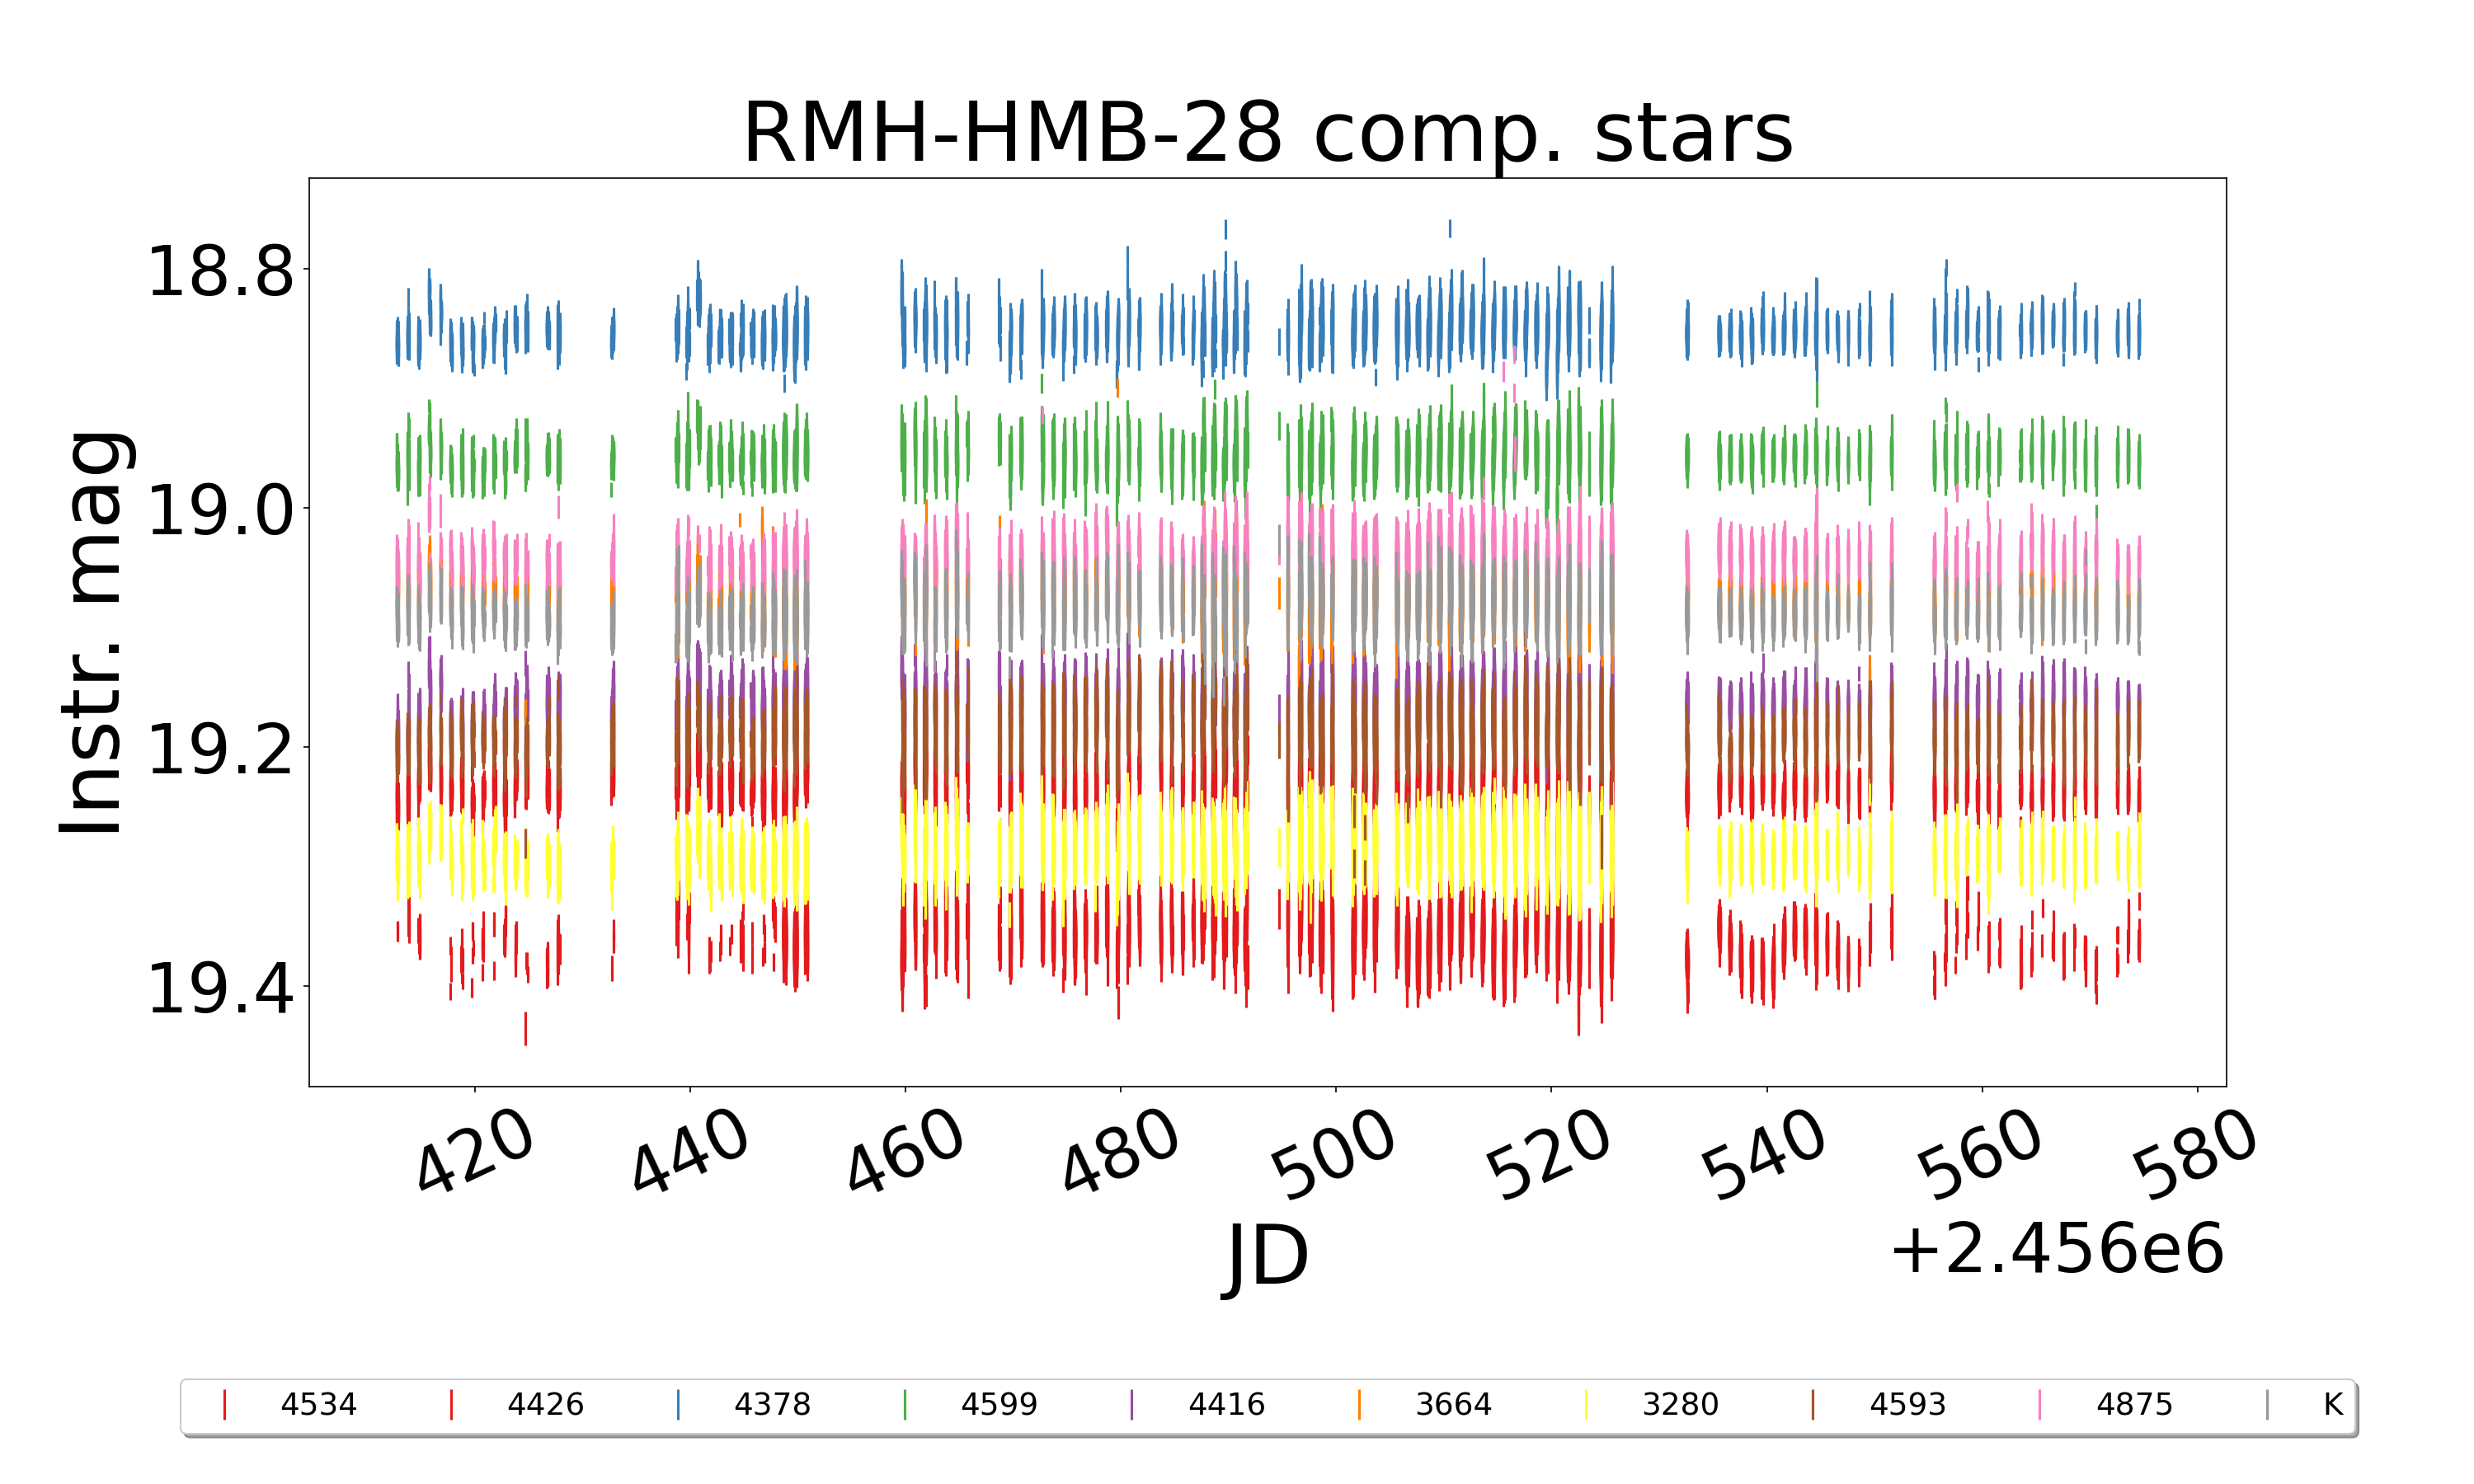 RMH-HMB-28 comp. stars
Instr. mag
18.8
19.0
19.2
19.4
420 440 460 480 500 520 540 560 580
JD
+2.456e6
4534 4426 4378 4599 4416 3664 3280 4593 4875 K